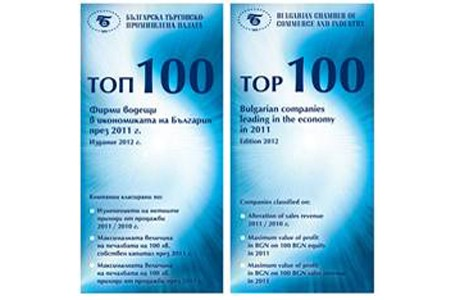 БЪЛГАРСКА ТЪРГОВСКО
ПРОМИШЛЕНА ПАЛАТА
ТОП 100
Фирми водещи
в икономиката на България
през 2011 г.
Издание 2012 г.
Компании класирани по:
Изменението на нетните
приходи от продажби
2011 / 2010 г.
Максималната величина
на печалбата на 100 лв.
собствен капитал през 2011 г.
Максималната величина
на печалбата на 100 лв.
приходи от продажби през 2011 г.
BULGARIAN CHAMBER OF
COMMERCE AND INDUSTRY
TOP 100
Bulgarian companies
leading in the economy
in 2011
Edition 2012
Companies classified on:
Alteration of sales revenue
2011 / 2010 г.
Maximum value of profit
in BGN on 100 BGN equity
in 2011
Maximum value of profit
in BGN on 100 BGN sales revenue
in 2011